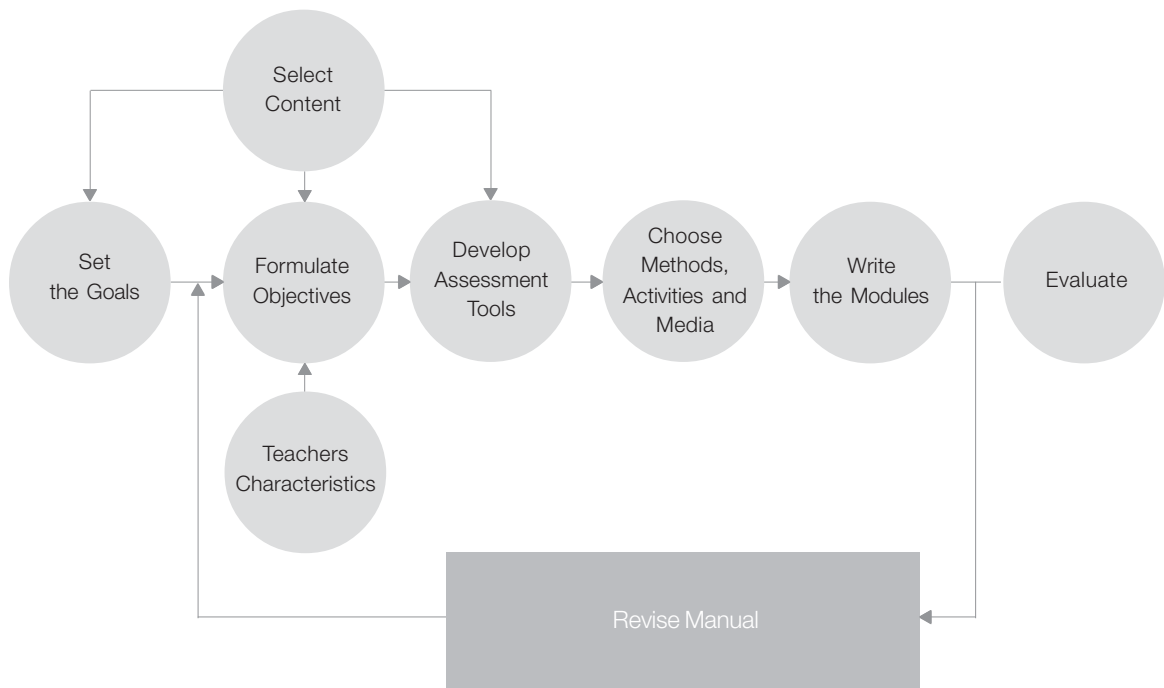 Select
Content
Set
the Goals
Formulate
Objectives
Develop
Assessment
Tools
Choose
Methods,
Activities and
Media
Write
the Modules
Evaluate
Teachers
Characteristics
Revise Manual